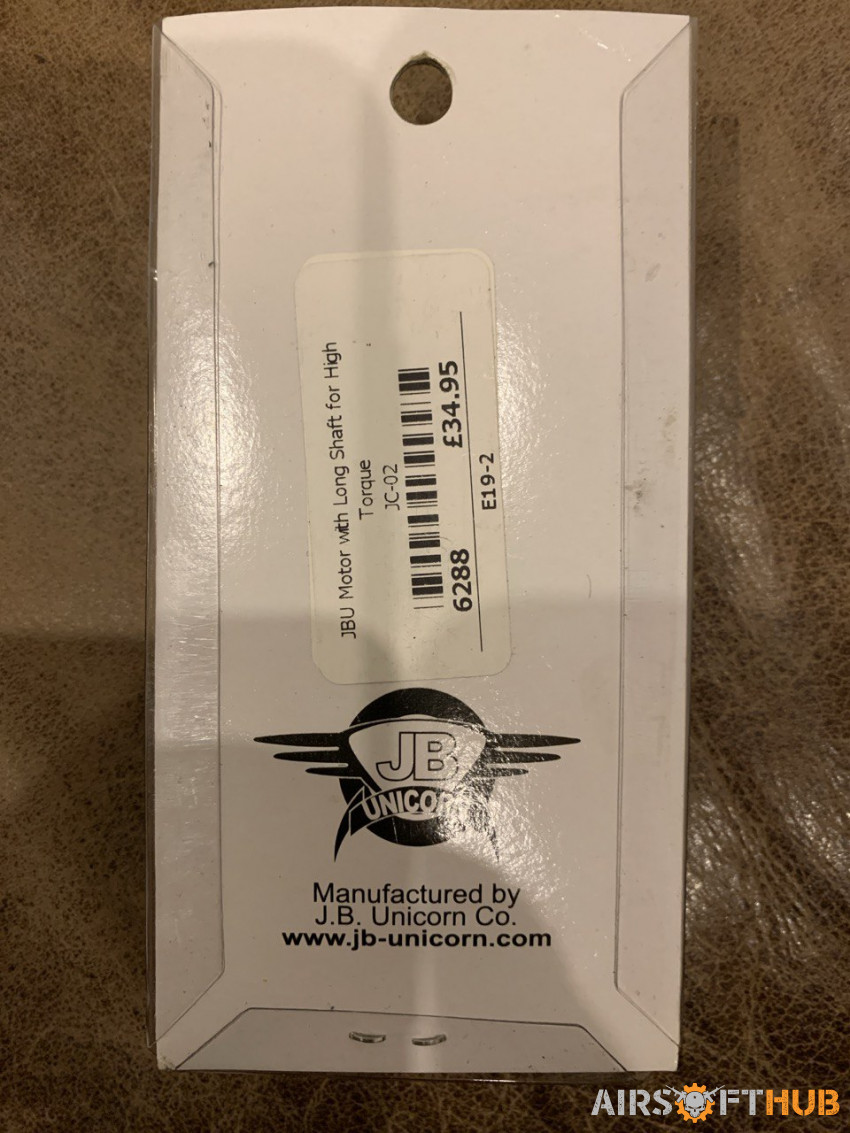 JBU Motor with Long Shaft for High
Torque
JC-02
6288 £34.95
E19-2
JB
UNICORN
Manufactured by
J.B. Unicorn Co.
www.jb-unicorn.com
AIRSOFTHUB